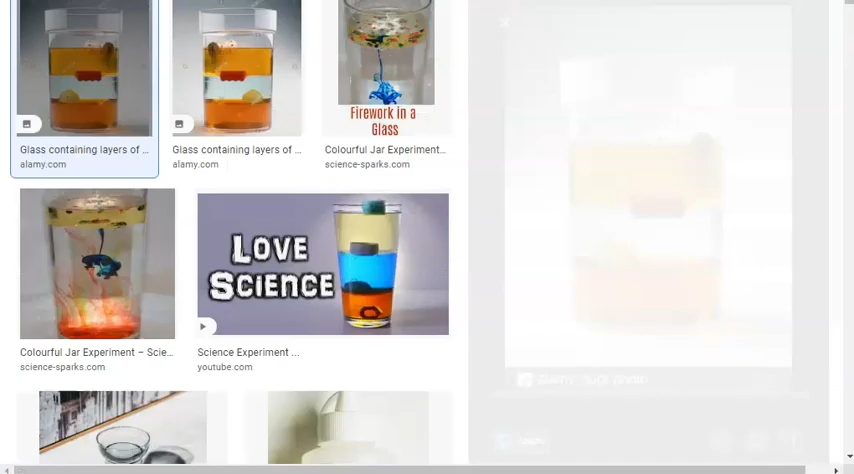 Firework in a
Glass
Glass containing layers of ...
alamy.com
Glass containing layers of ...
alamy.com
Colourful Jar Experiment...
science-sparks.com
LOVE
SCIENCE
Colourful Jar Experiment – Scie...
science-sparks.com
Science Experiment ...
youtube.com